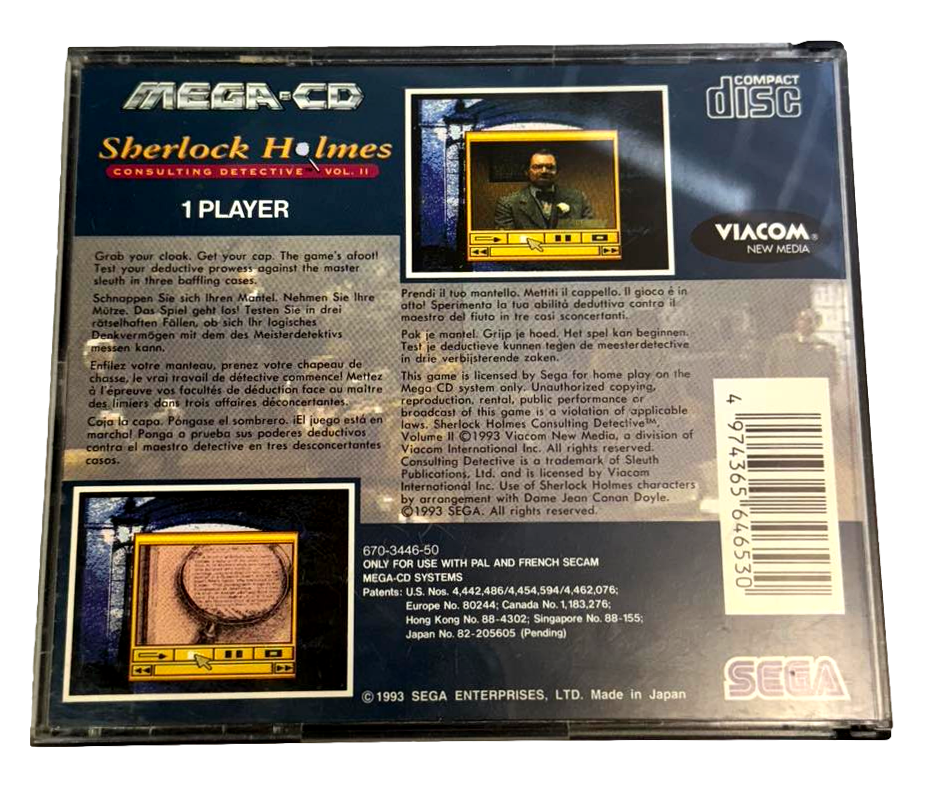 MEGA-CD
Sherlock Holmes
CONSULTING DETECTIVE™ VOL. II
1 PLAYER
Grab your cloak. Get your cap. The game's afoot!
Test your deductive prowess against the master
sleuth in three baffling cases.
Schnappen Sie sich Ihren Mantel. Nehmen Sie Ihre
Mütze. Das Spiel geht los! Testen Sie in drei
rätselhaften Fällen, ob sich Ihr logisches
Denkvermögen mit dem des Meisterdetektivs
messen kann.
Enfilez votre manteau, prenez votre chapeau de
chasse, le vrai travail de détective commence! Mettez
à l'épreuve vos facultés de déduction face au maître
des limiers dans trois affaires déconcertantes.
Coja la capa. Póngase el sombrero. ¡El juego está en
marcha! Ponga a prueba sus poderes deductivos
contra el maestro detective en tres desconcertantes
casos.
COMPACT
disc
VIACOM®
NEW MEDIA
Prendi il tuo mantello. Mettiti il cappello. Il gioco è in
atto! Sperimenta la tua abilità deduttiva contro il
maestro del fiuto in tre casi sconcertanti.
Pak je mantel. Grijp je hoed. Het spel kan beginnen.
Test je deductieve kunnen tegen de meesterdetective
in drie verbijsterende zaken.
This game is licensed by Sega for home play on the
Mega CD system only. Unauthorized copying,
reproduction, rental, public performance or
broadcast of this game is a violation of applicable
laws. Sherlock Holmes Consulting Detective™,
Volume II ©1993 Viacom New Media, a division of
Viacom International Inc. All rights reserved.
Consulting Detective is a trademark of Sleuth
Publications, Ltd. and is licensed by Viacom
International Inc. Use of Sherlock Holmes characters
by arrangement with Dame Jean Conan Doyle.
©1993 SEGA. All rights reserved.
4 974365 646530
670-3446-50
ONLY FOR USE WITH PAL AND FRENCH SECAM
MEGA-CD SYSTEMS
Patents: U.S. Nos. 4,442,486/4,454,594/4,462,076;
Europe No. 80244; Canada No. 1,183,276;
Hong Kong No. 88-4302; Singapore No. 88-155;
Japan No. 82-205605 (Pending)
©1993 SEGA ENTERPRISES, LTD. Made in Japan
SEGA